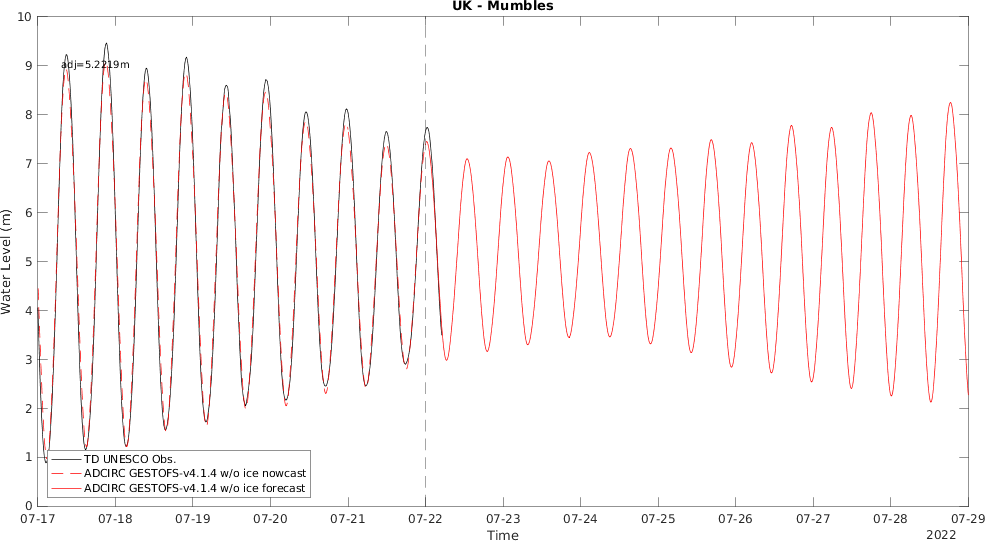 UK - Mumbles
10
9
8
7
6
5
4
3
2
1
0
Water Level (m)
adj=5.2219m
TD UNESCO Obs.
ADCIRC GESTOFS-v4.1.4 w/o ice nowcast
ADCIRC GESTOFS-v4.1.4 w/o ice forecast
07-17 07-18 07-19 07-20 07-21 07-22 07-23 07-24 07-25 07-26 07-27 07-28 07-29
Time
2022